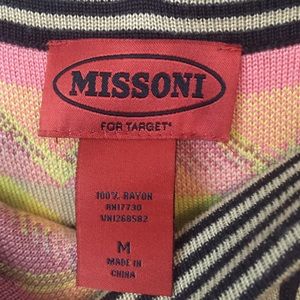 MISSONI
FOR TARGET*
100% RAYON
RN17730
VN1268582
M
MADE IN
CHINA